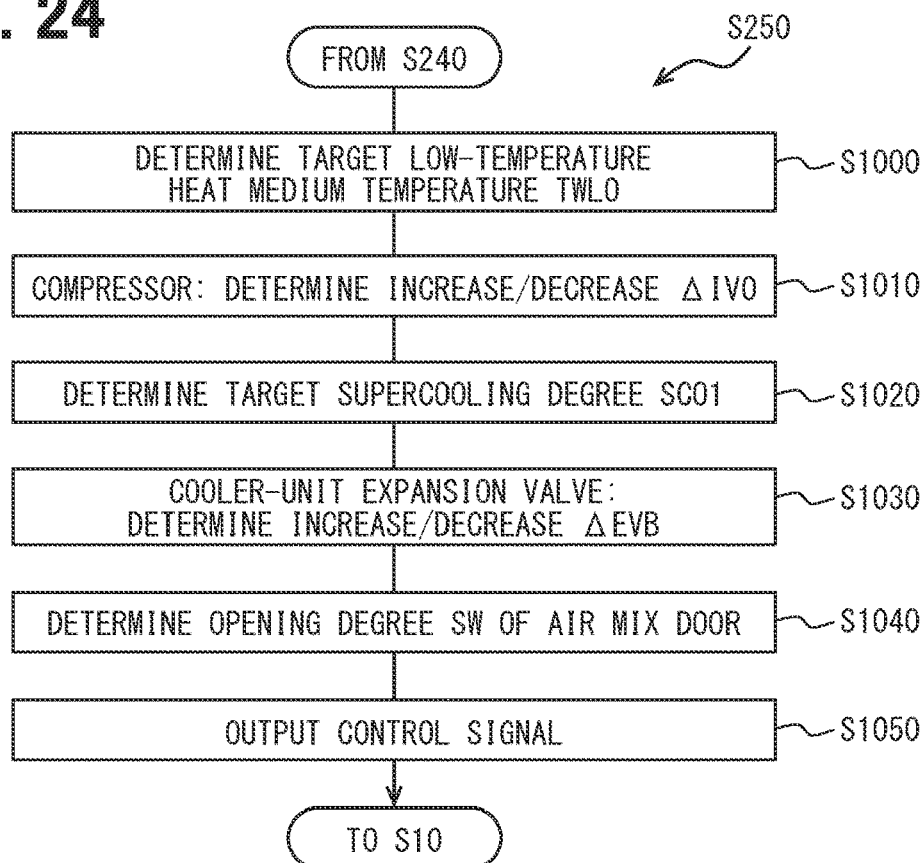 . 24
S250
FROM S240
DETERMINE TARGET LOW-TEMPERATURE
HEAT MEDIUM TEMPERATURE TWLO
S1000
COMPRESSOR: DETERMINE INCREASE/DECREASE ΔIVO
S1010
DETERMINE TARGET SUPERCOOLING DEGREE SCO1
S1020
COOLER-UNIT EXPANSION VALVE:
DETERMINE INCREASE/DECREASE ΔEVB
S1030
DETERMINE OPENING DEGREE SW OF AIR MIX DOOR
S1040
OUTPUT CONTROL SIGNAL
S1050
TO S10